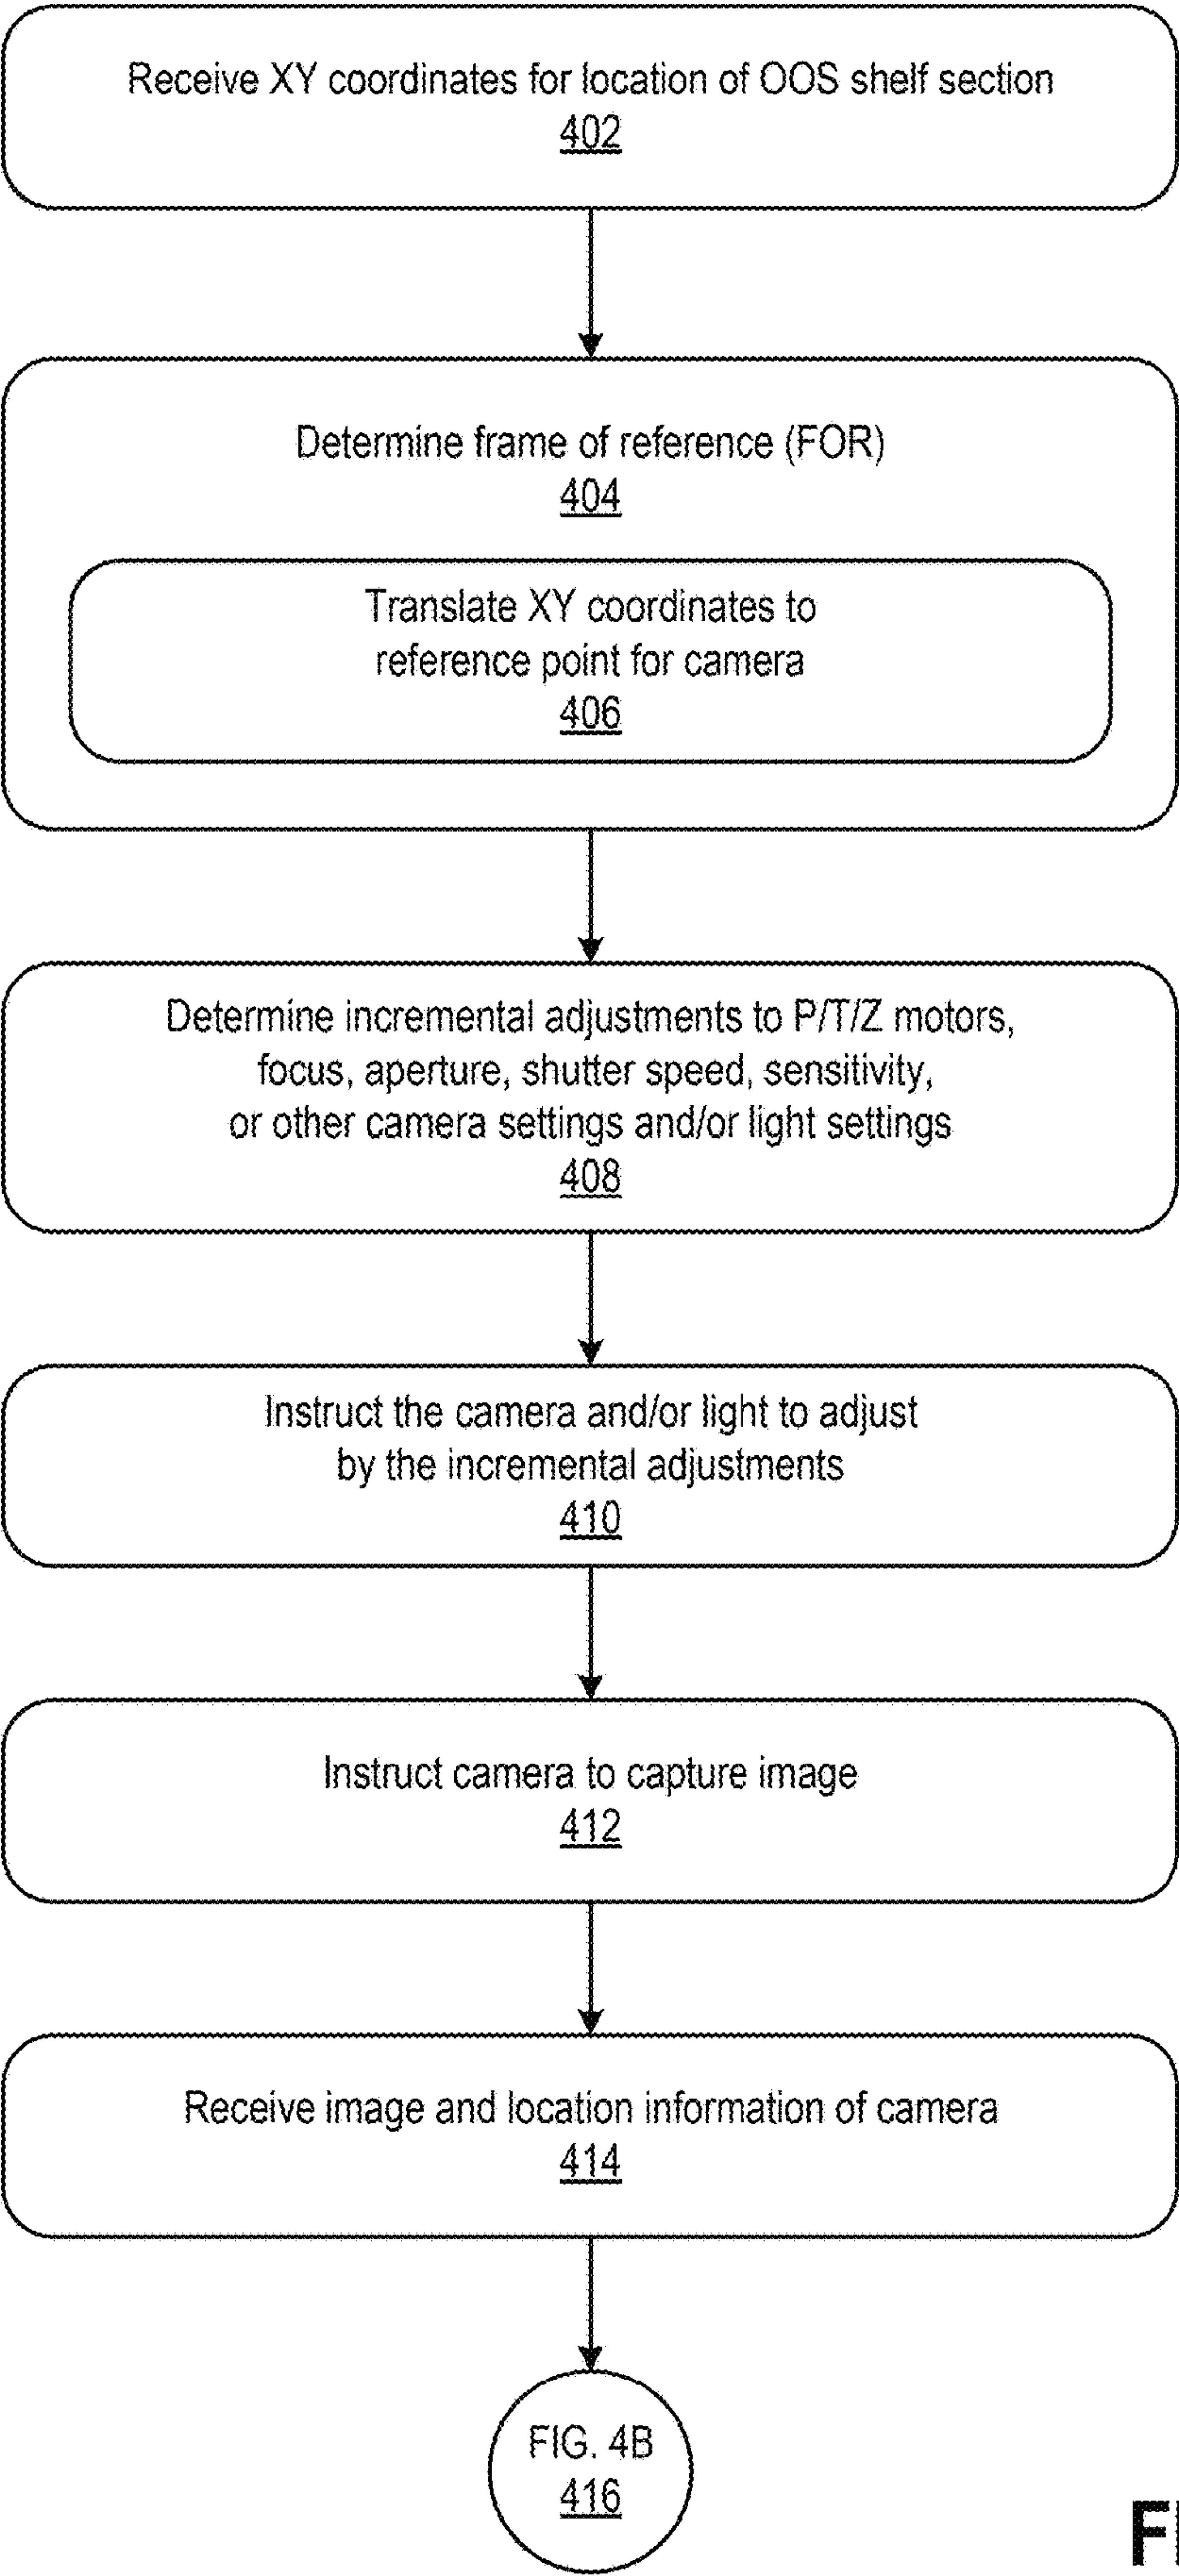 Receive XY coordinates for location of OOS shelf section
402
Determine frame of reference (FOR)
404
Translate XY coordinates to
reference point for camera
406
Determine incremental adjustments to P/T/Z motors,
focus, aperture, shutter speed, sensitivity,
or other camera settings and/or light settings
408
Instruct the camera and/or light to adjust
by the incremental adjustments
410
Instruct camera to capture image
412
Receive image and location information of camera
414
FIG. 4B
416